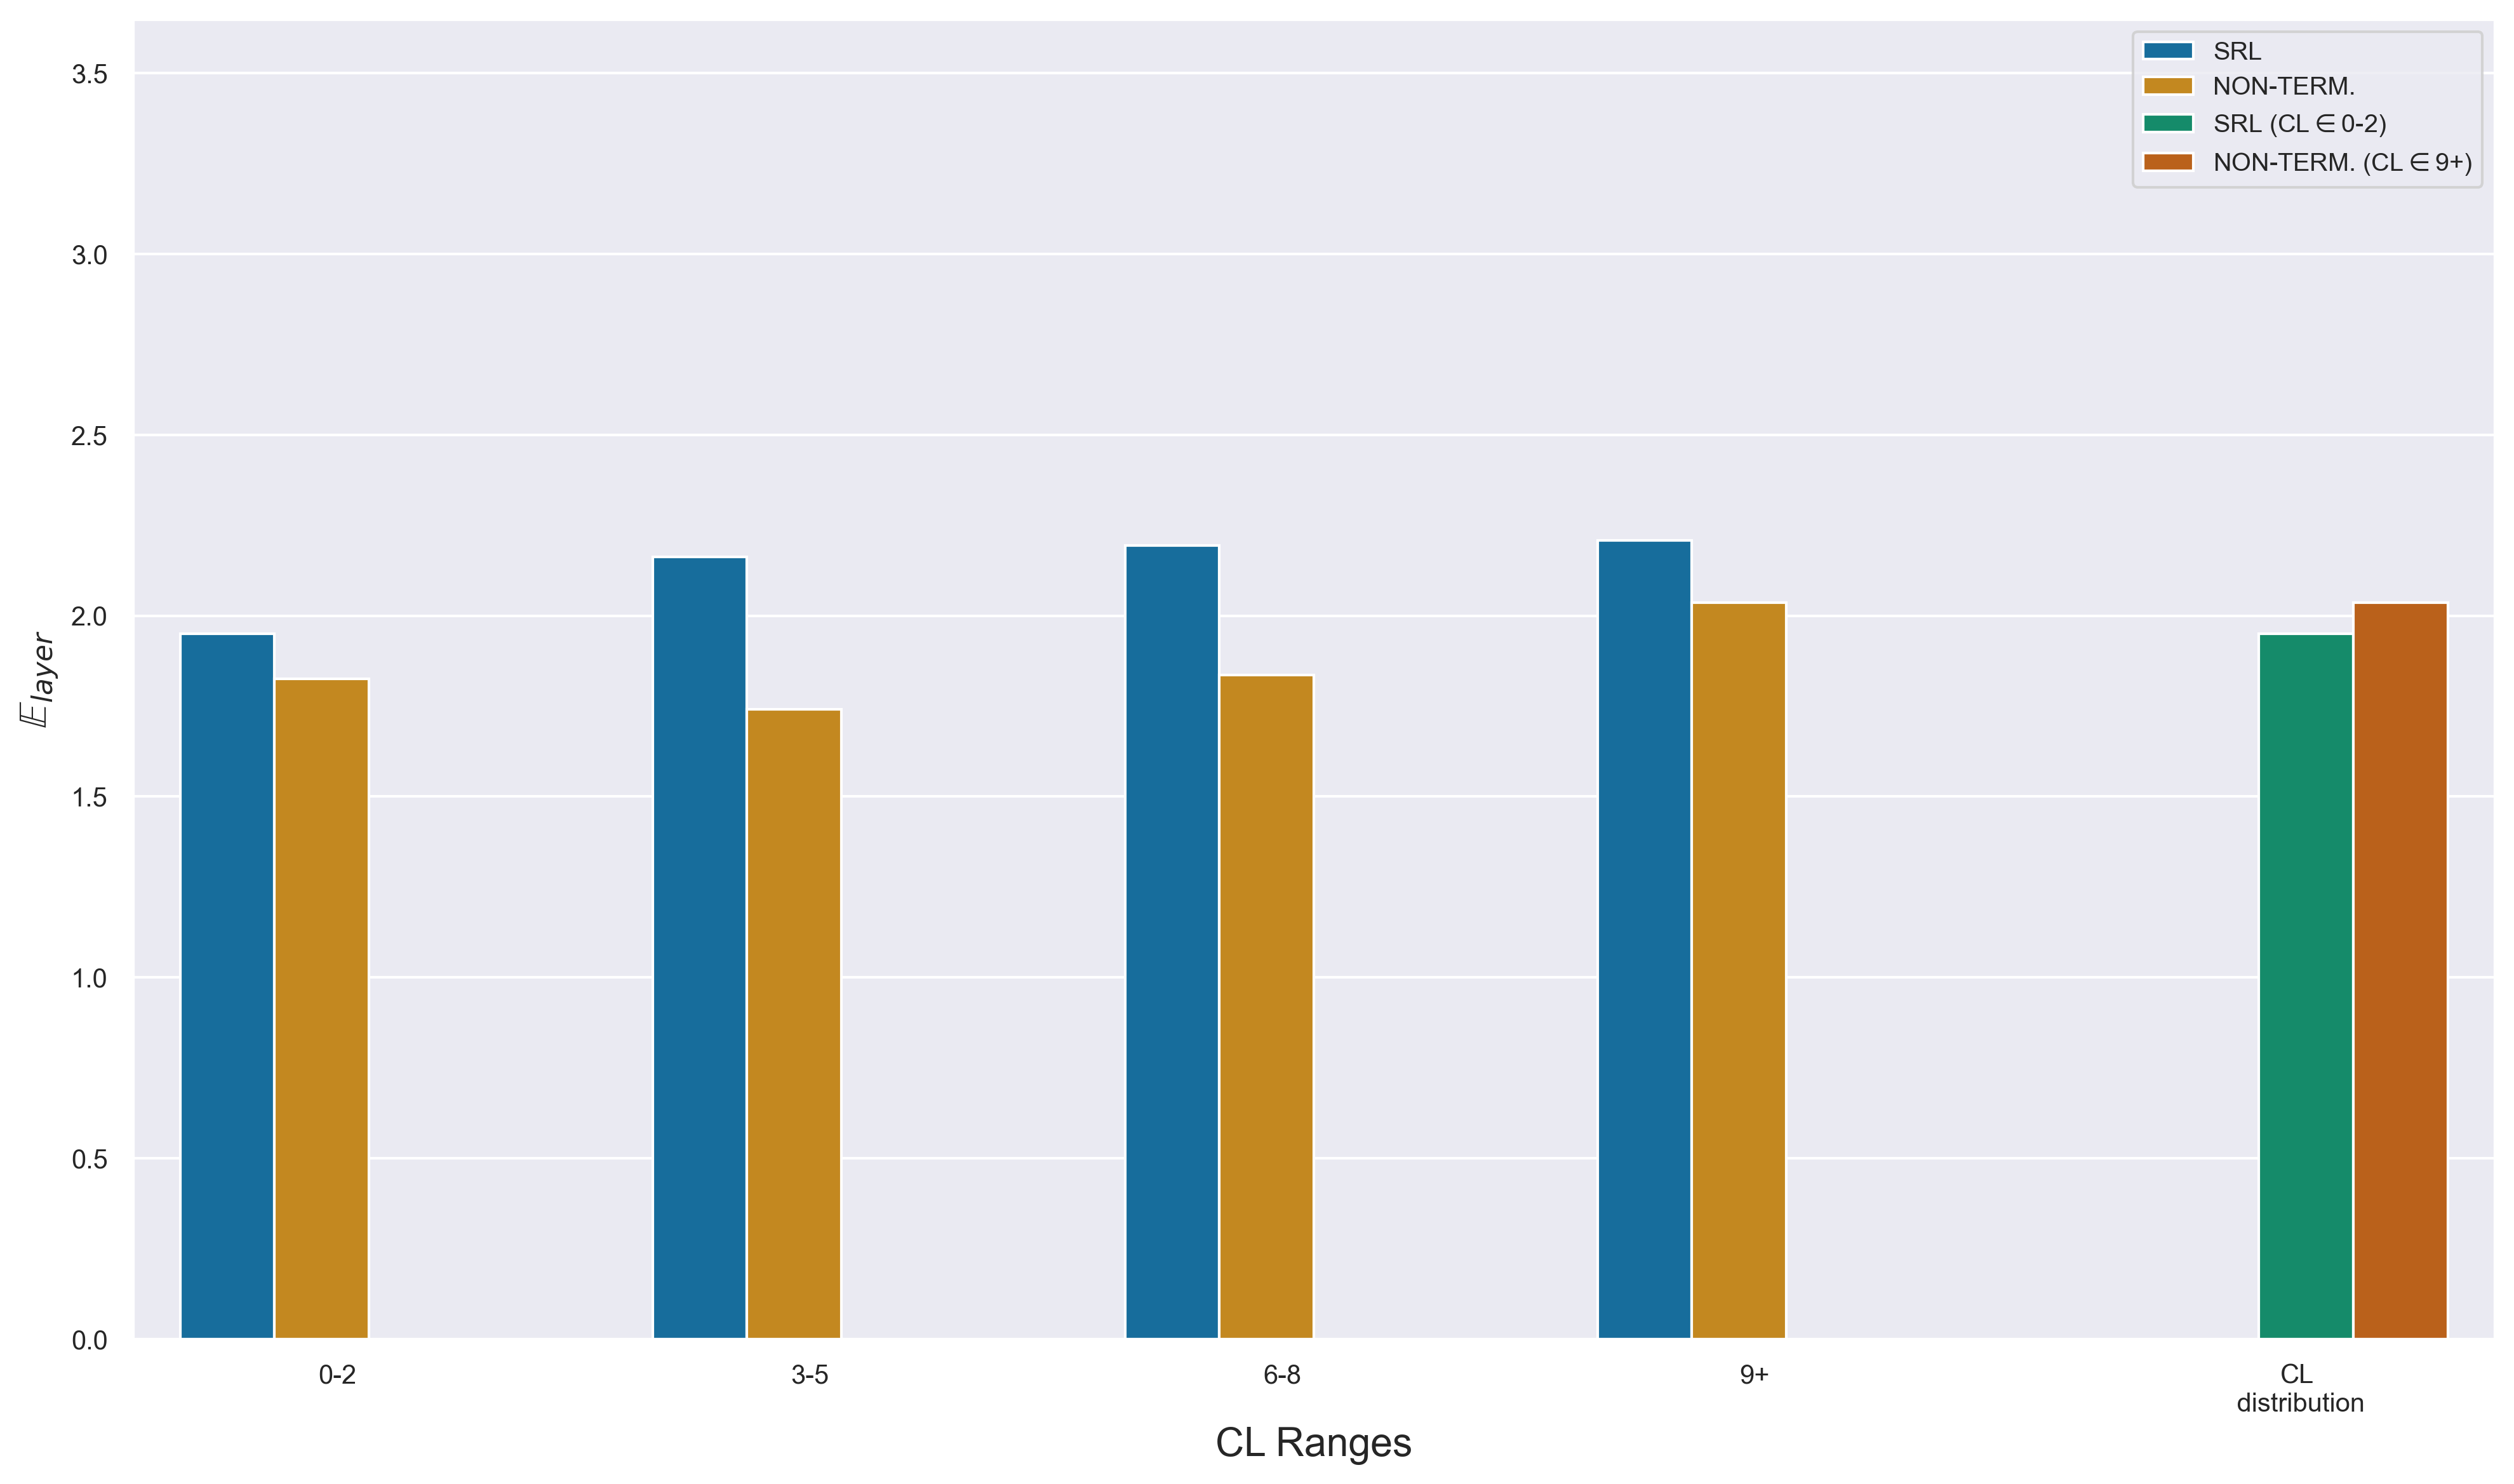 SRL
NON-TERM.
SRL (CL ∈ 0-2)
NON-TERM. (CL ∈ 9+)
3.5
3.0
2.5
2.0
1.5
1.0
0.5
0.0
𝔼layer
0-2
3-5
6-8
9+
CL
distribution
CL Ranges